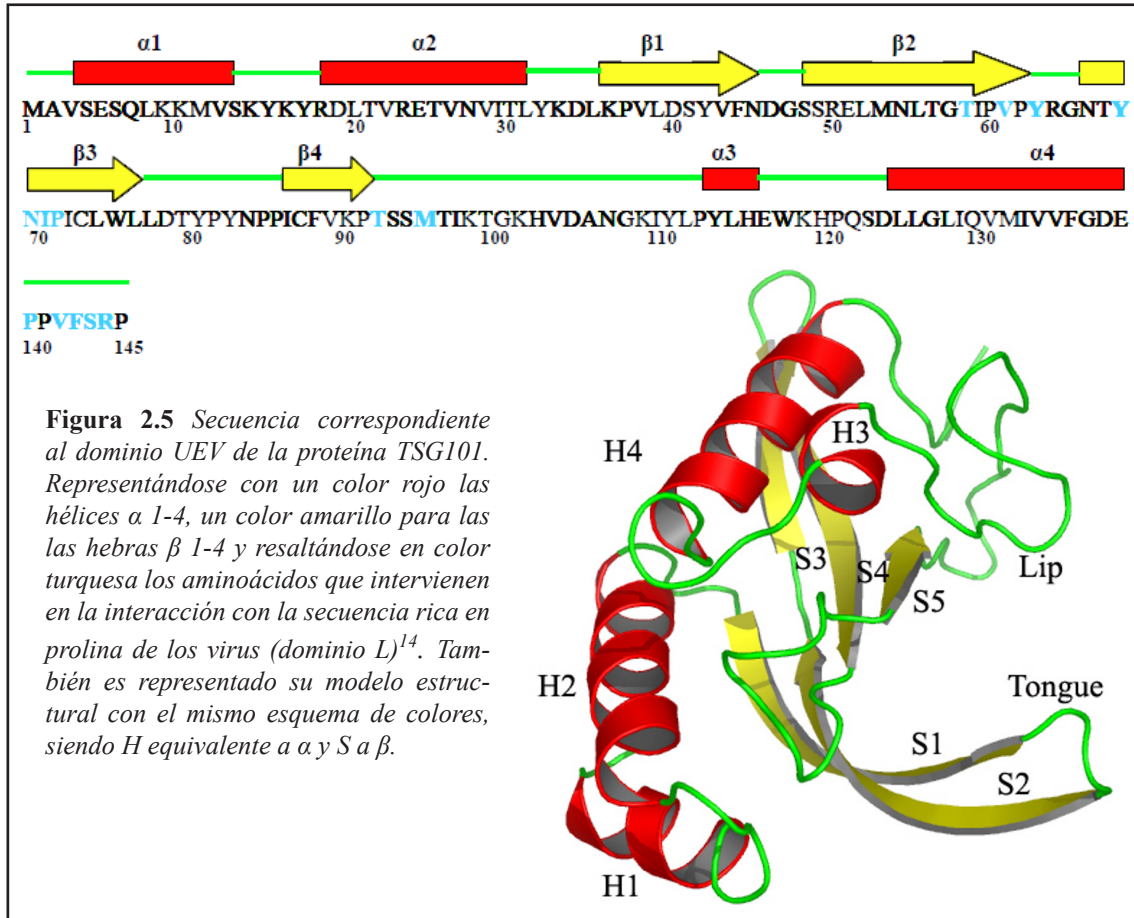 α1 α2 β1 β2
MAVSESQLKKMVSKYKYRDLTVRETVNVITLYKDLKPVLDSYVFNDGSSRELMNLTGTIPVPYRGNTY
1 10 20 30 40 50 60
β3 β4 α3 α4
NIPICLWLLDTYPYNPPICFVKPTSSMTIKTGKHVDANGKIYLPYLHEWKHPQSDLLGLIQVMIVVFGDE
70 80 90 100 110 120 130
PPVFSRP
140 145
Figura 2.5 Secuencia correspondiente
al dominio UEV de la proteína TSG101.
Representándose con un color rojo las
hélices α 1-4, un color amarillo para las
las hebras β 1-4 y resaltándose en color
turquesa los aminoácidos que intervienen
en la interacción con la secuencia rica en
prolina de los virus (dominio L)14. Tam-
bién es representado su modelo estruc-
tural con el mismo esquema de colores,
siendo H equivalente a α y S a β.
H4
H3
S3
S4
S5
Lip
H2
Tongue
S1
S2
H1